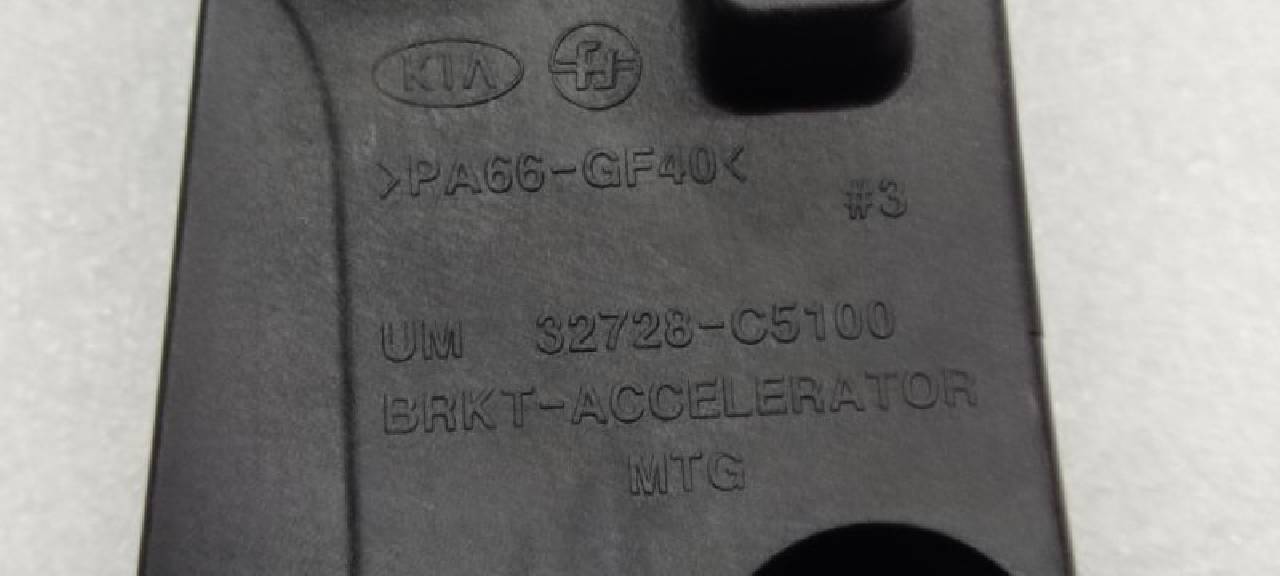 KIA
>PA66-GF40<
#3
UM 32728-C5100
BRKT-ACCELERATOR
MTG